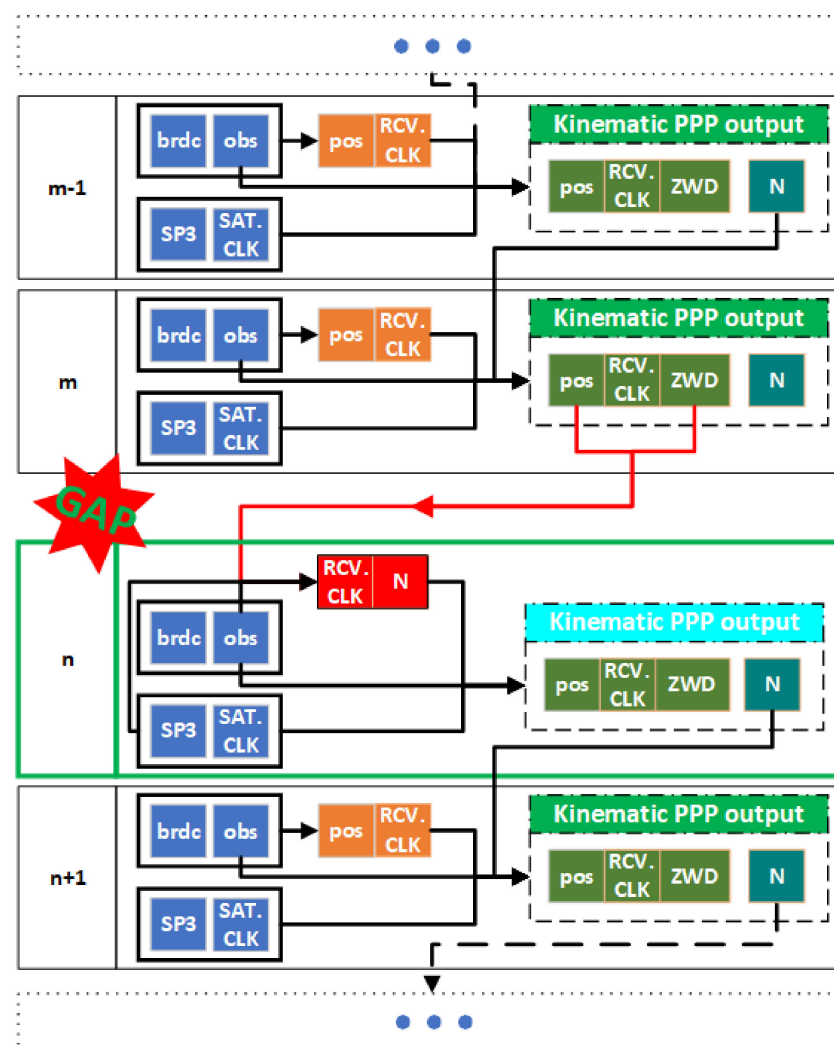 m-1
brdc
obs
pos
RCV.
CLK
SP3
SAT.
CLK
Kinematic PPP output
pos
RCV.
CLK
ZWD
N
m
brdc
obs
pos
RCV.
CLK
SP3
SAT.
CLK
Kinematic PPP output
pos
RCV.
CLK
ZWD
N
GAP
n
RCV.
CLK
N
brdc
obs
SP3
SAT.
CLK
Kinematic PPP output
pos
RCV.
CLK
ZWD
N
n+1
brdc
obs
pos
RCV.
CLK
SP3
SAT.
CLK
Kinematic PPP output
pos
RCV.
CLK
ZWD
N